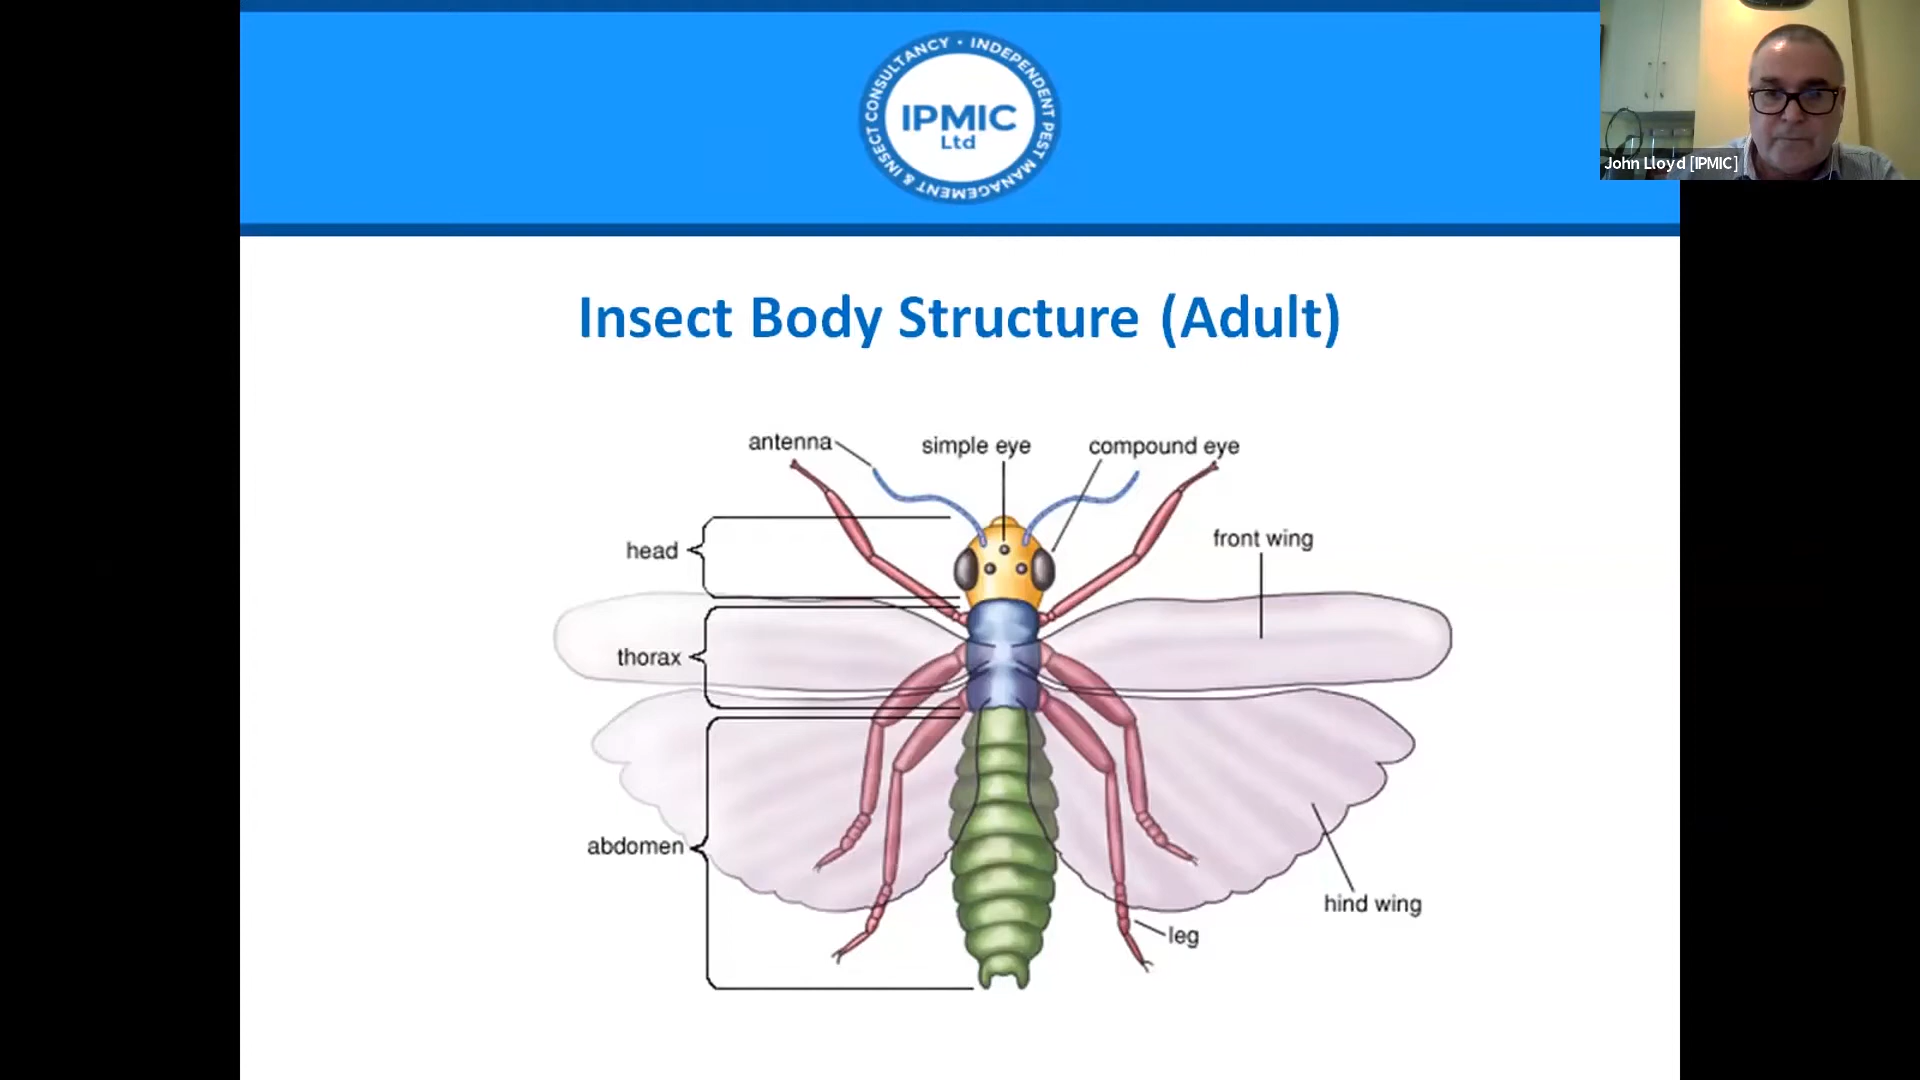 INSECT CONSULTANCY • INDEPENDENT PEST MANAGEMENT &
IPMIC
Ltd
John Lloyd [IPMIC]
Insect Body Structure (Adult)
antenna
simple eye
compound eye
head
front wing
thorax
abdomen
hind wing
leg